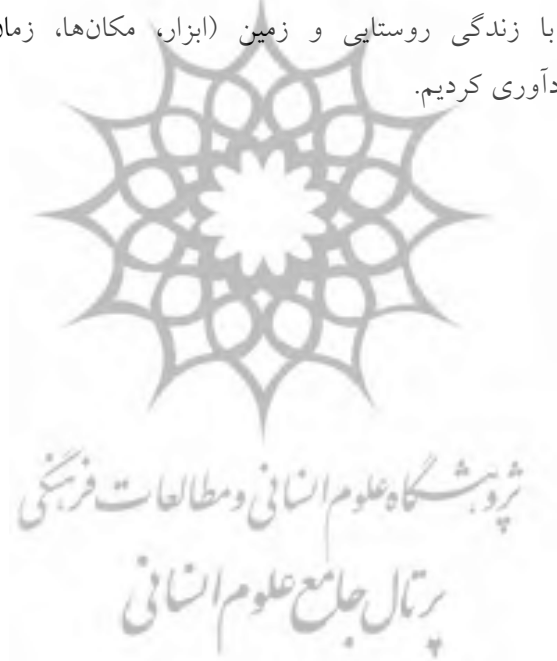 با زندگی روستایی و زمین (ابزار، مکان‌ها، زمان
دآوری کردیم.
پژوهشگاه علوم انسانی و مطالعات فرهنگی
پرتال جامع علوم انسانی